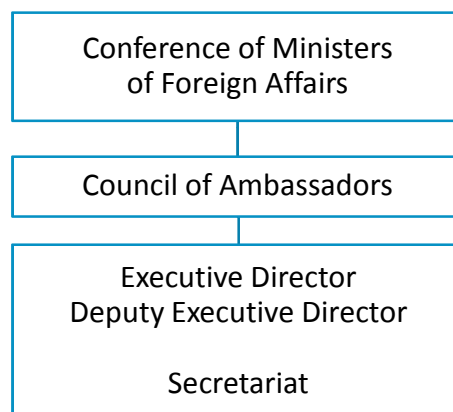 Conference of Ministers
of Foreign Affairs
Council of Ambassadors
Executive Director
Deputy Executive Director
Secretariat